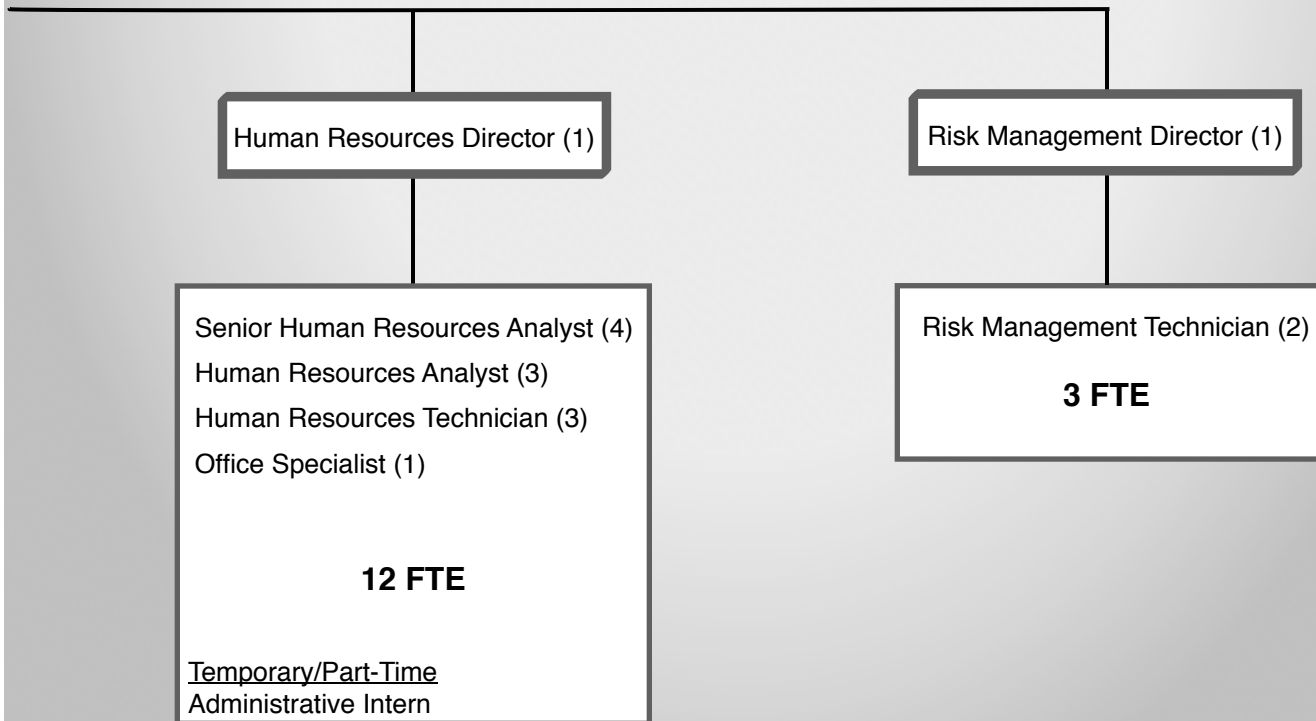 Human Resources Director (1)
Risk Management Director (1)
Senior Human Resources Analyst (4)
Human Resources Analyst (3)
Human Resources Technician (3)
Office Specialist (1)
12 FTE
Temporary/Part-Time
Administrative Intern
Risk Management Technician (2)
3 FTE